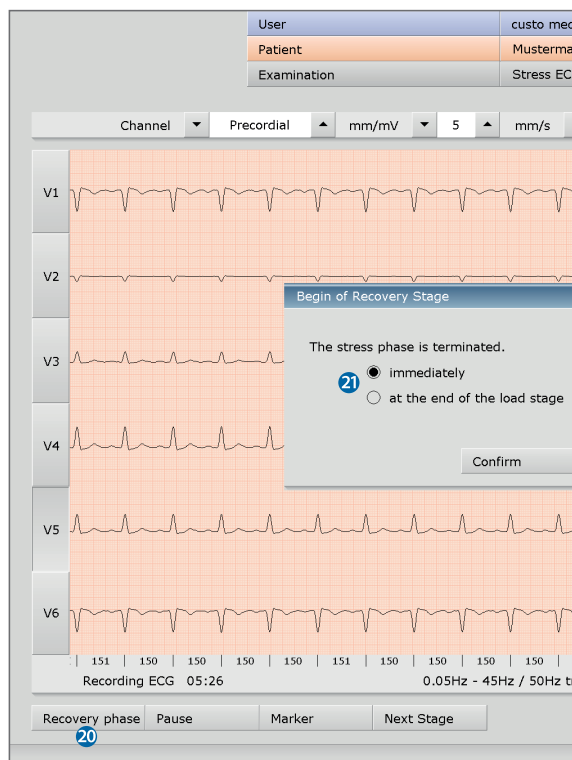 User custo med
Patient Musterma
Examination Stress EC
Channel Precordial mm/mV 5 mm/s
V1
V2
Begin of Recovery Stage
The stress phase is terminated.
V3
21 immediately
at the end of the load stage
V4
Confirm
V5
V6
151 150 150 150 150 151 150 150 150 150
Recording ECG 05:26 0.05Hz - 45Hz / 50Hz
Recovery phase Pause Marker Next Stage
20